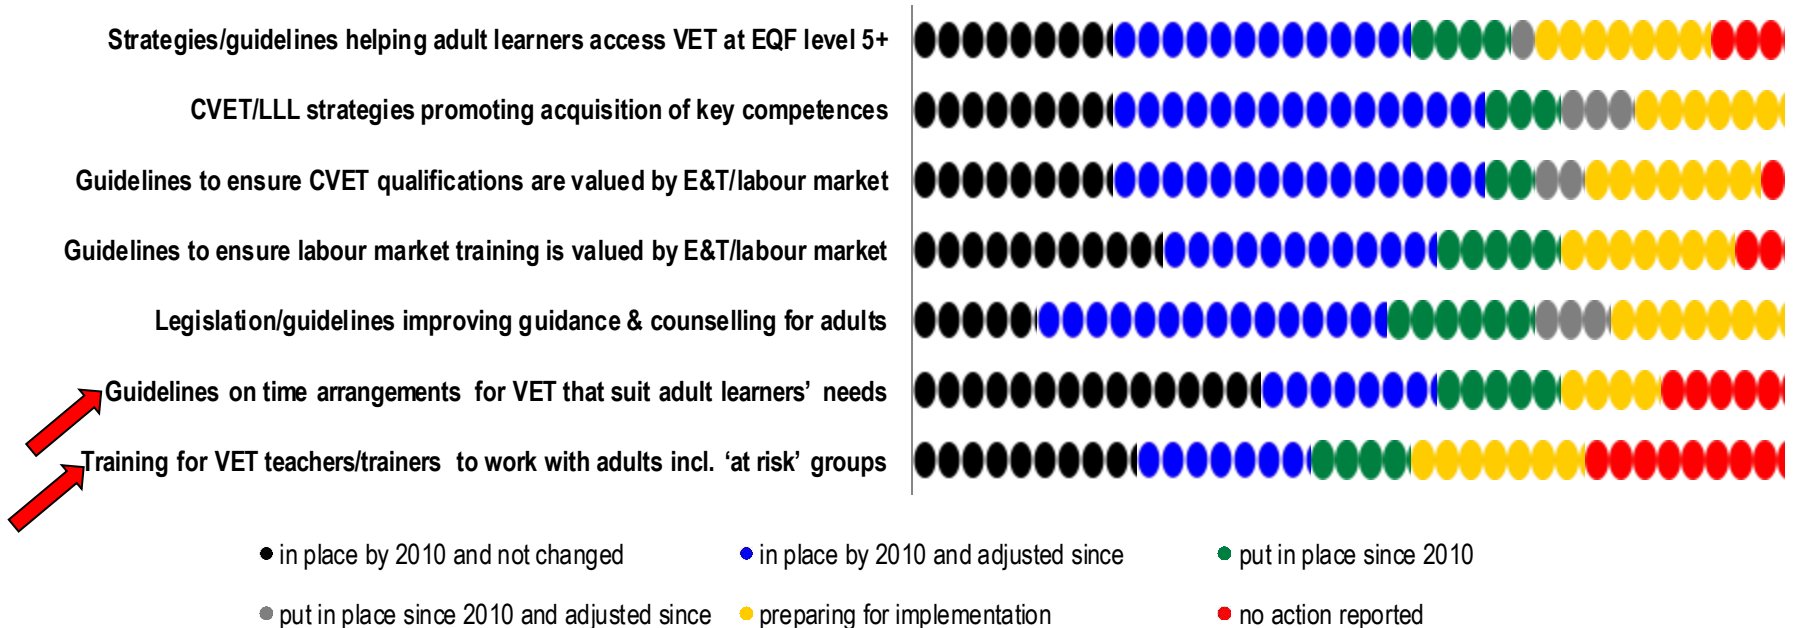 Strategies/guidelines helping adult learners access VET at EQF level 5+
CVET/LLL strategies promoting acquisition of key competences
Guidelines to ensure CVET qualifications are valued by E&T/labour market
Guidelines to ensure labour market training is valued by E&T/labour market
Legislation/guidelines improving guidance & counselling for adults
Guidelines on time arrangements for VET that suit adult learners’ needs
Training for VET teachers/trainers to work with adults incl. ‘at risk’ groups
in place by 2010 and not changed
in place by 2010 and adjusted since
put in place since 2010
put in place since 2010 and adjusted since
preparing for implementation
no action reported